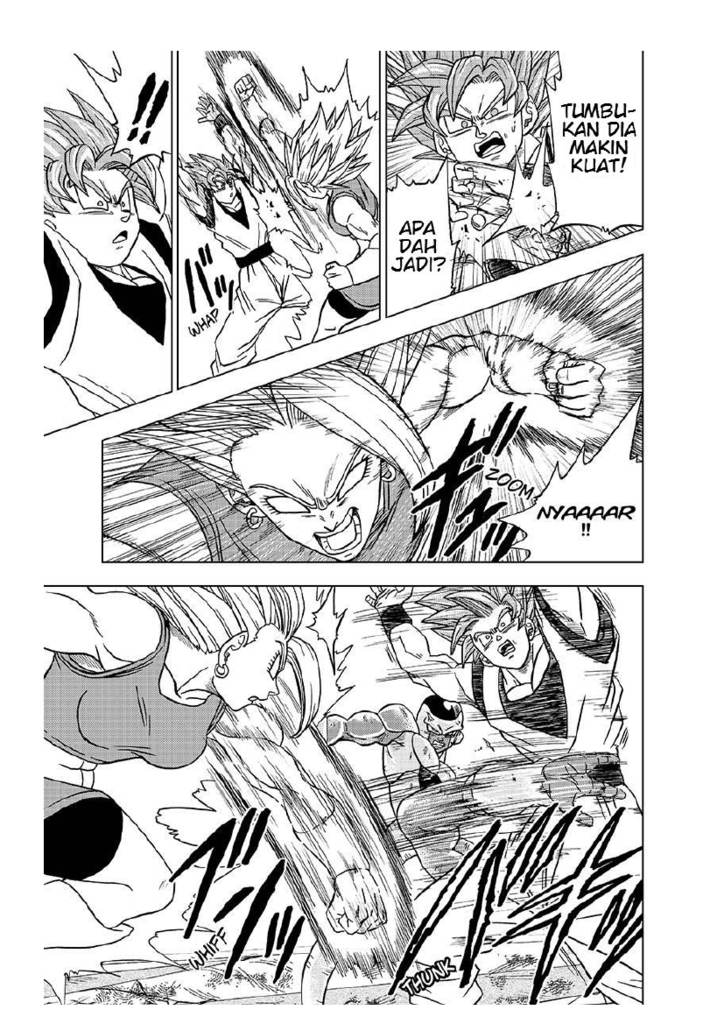 TUMBU-
KAN DIA
MAKIN
KUAT!
APA
DAH
JADI?
WHAP
!!
ZOOM
NYAAAAR
!!
WHIFF
THUNK